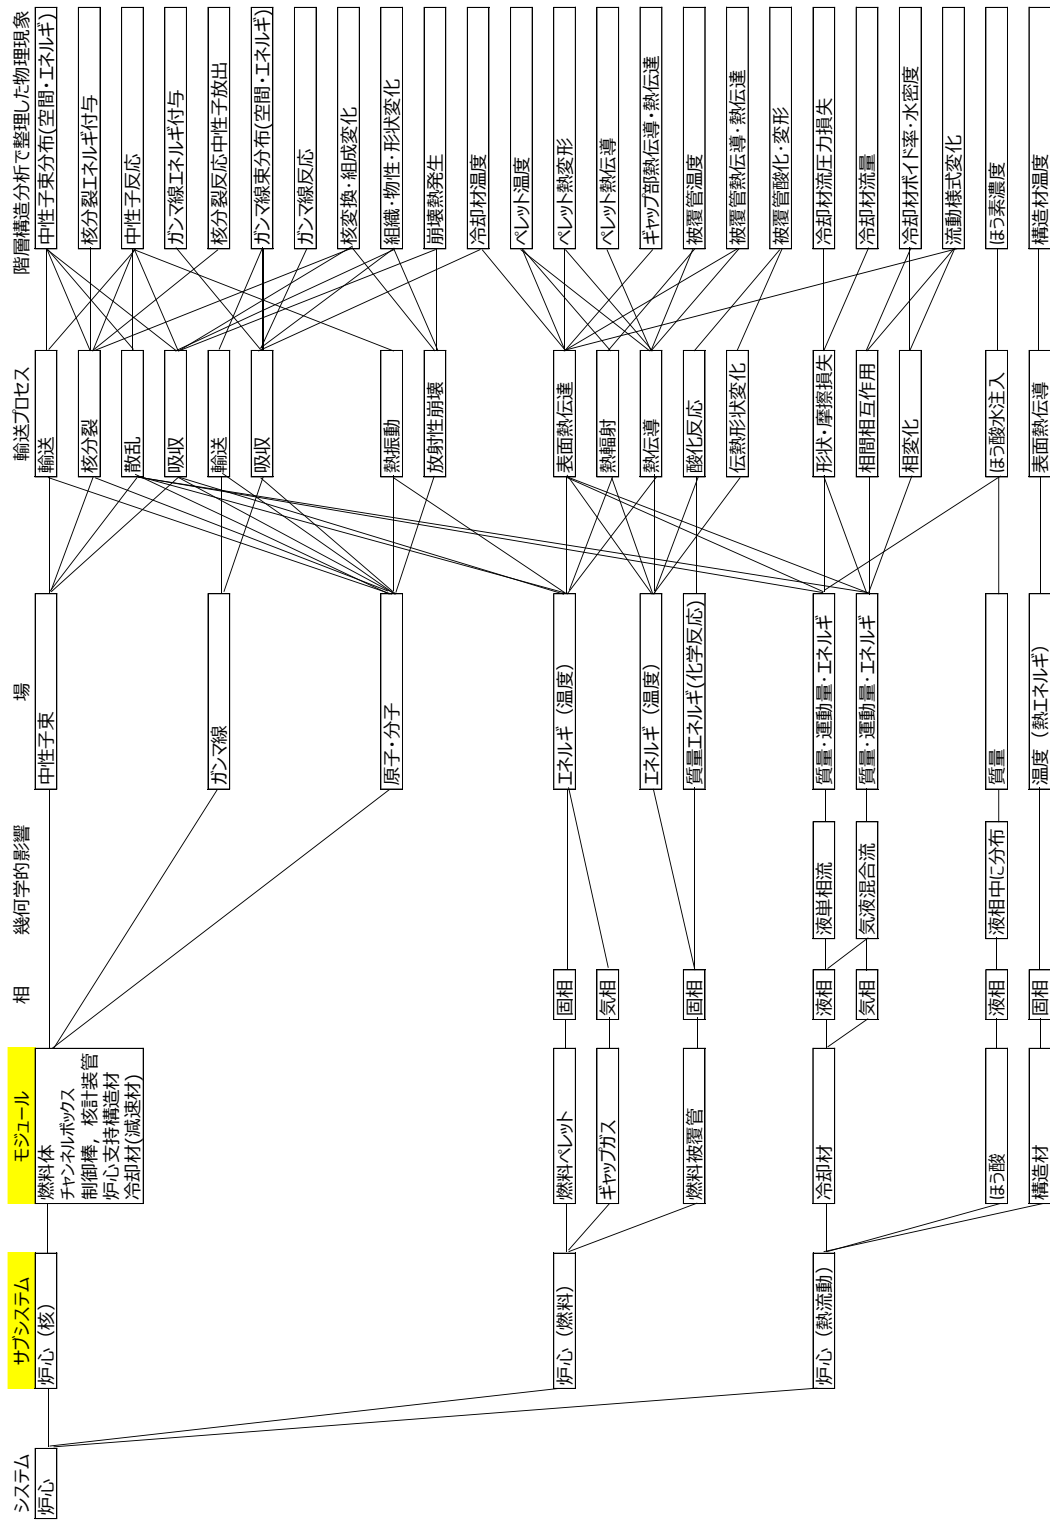 システム
サブシステム
モジュール
相
幾何学的影響
場
輸送プロセス
階層構造分析で整理した物理現象
炉心
炉心（核）
炉心（燃料）
炉心（熱流動）
燃料体
チャンネルボックス
制御棒，核計装管
炉心支持構造材
冷却材(減速材)
燃料ペレット
ギャップガス
燃料被覆管
冷却材
ほう酸
構造材
固相
気相
固相
液相
気相
液相
固相
液単相流
気液混合流
液相中に分布
中性子束
ガンマ線
原子・分子
エネルギ（温度）
エネルギ（温度）
質量エネルギ(化学反応)
質量・運動量・エネルギ
質量・運動量・エネルギ
質量
温度（熱エネルギ）
輸送
核分裂
散乱
吸収
輸送
吸収
熱振動
放射性崩壊
表面熱伝達
熱輻射
熱伝導
酸化反応
伝熱形状変化
形状・摩擦損失
相間相互作用
相変化
ほう酸水注入
表面熱伝導
中性子束分布(空間・エネルギ)
核分裂エネルギ付与
中性子反応
ガンマ線エネルギ付与
核分裂反応中性子放出
ガンマ線束分布(空間・エネルギ)
ガンマ線反応
核変換・組成変化
組織・物性・形状変化
崩壊熱発生
冷却材温度
ペレット温度
ペレット熱変形
ペレット熱伝導
ギャップ部熱伝導・熱伝達
被覆管温度
被覆管熱伝導・熱伝達
被覆管酸化・変形
冷却材流圧力損失
冷却材流量
冷却材ボイド率・水密度
流動様式変化
ほう素濃度
構造材温度